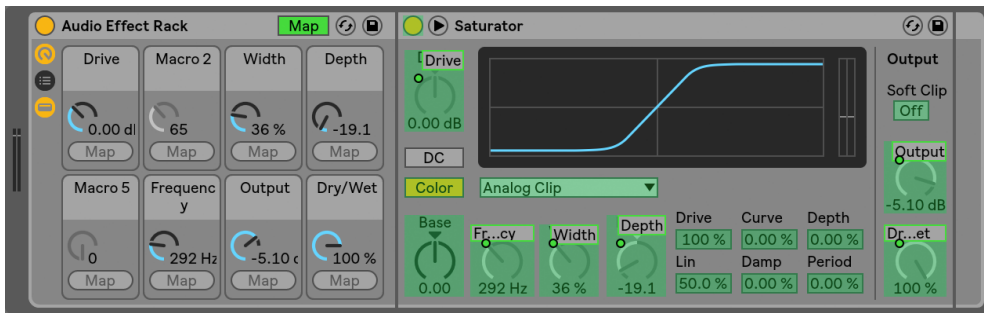 Audio Effect Rack
Map
Drive
Macro 2
Width
Depth
0.00 dI
65
36 %
-19.1
Map
Map
Map
Map
Macro 5
Frequenc
y
Output
Dry/Wet
0
292 Hz
-5.10 c
100 %
Map
Map
Map
Map
Saturator
Drive
0.00 dB
DC
Color
Analog Clip
Base
0.00
Fr...cy
292 Hz
Width
36 %
Depth
-19.1
Drive
Curve
Depth
100 %
0.00 %
0.00 %
Lin
Damp
Period
50.0 %
0.00 %
0.00 %
Output
Soft Clip
Off
Output
-5.10 dB
Dr...et
100 %